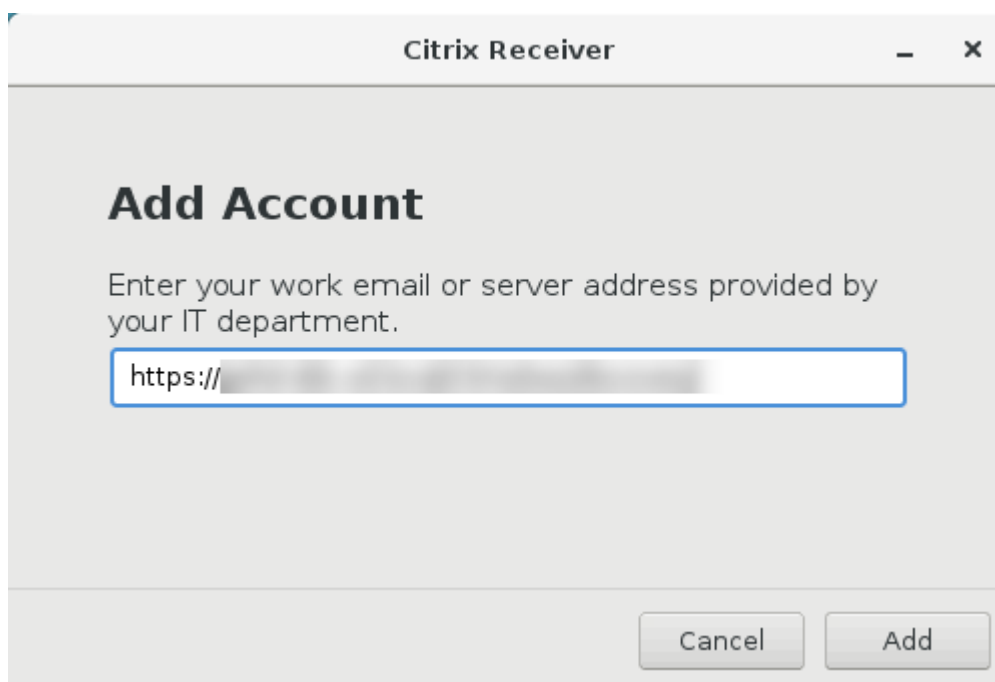 Citrix Receiver
Add Account
Enter your work email or server address provided by
your IT department.
https://
Cancel
Add